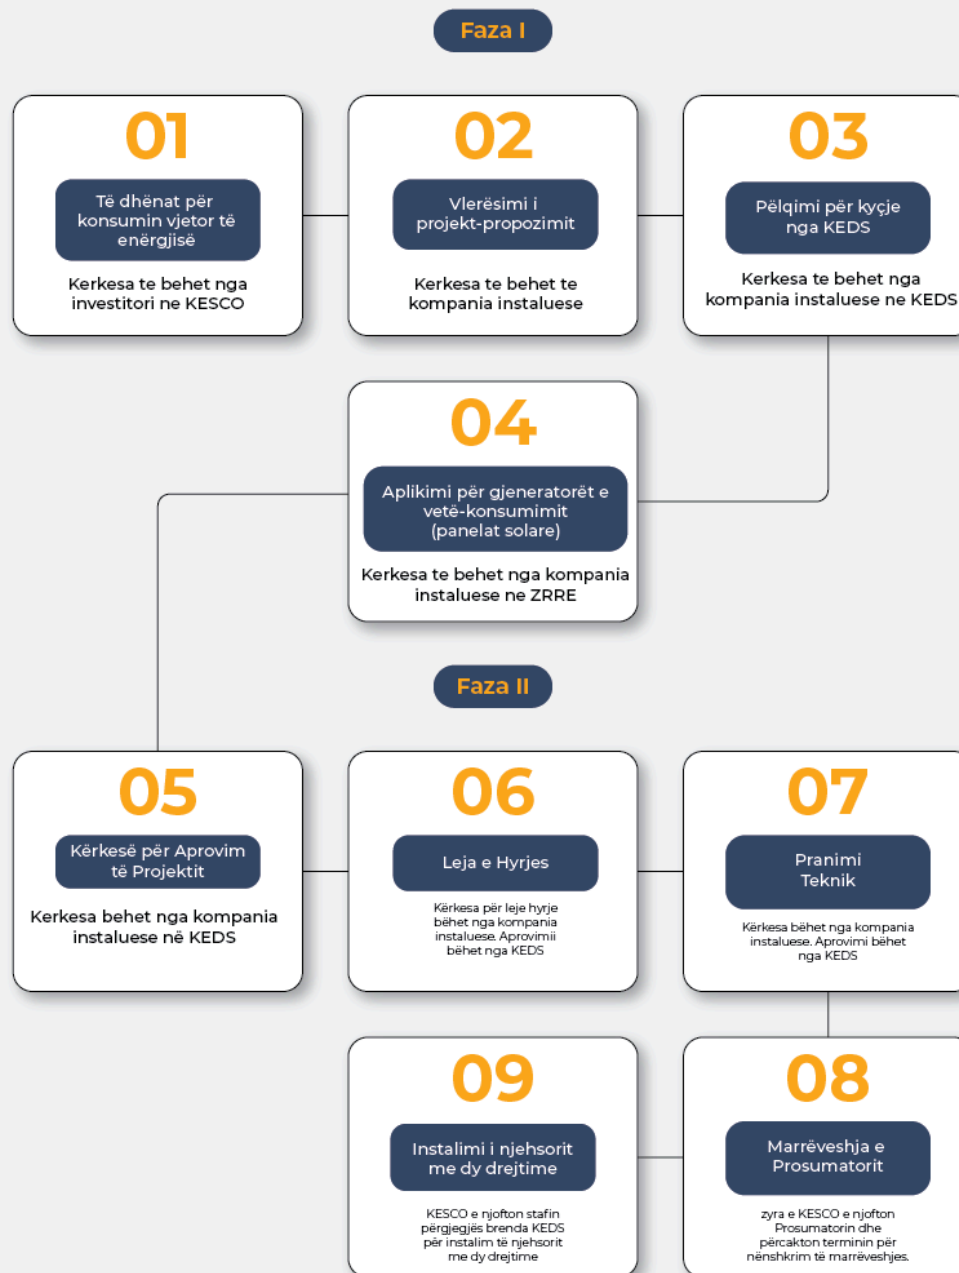 Faza I
01
Të dhënat për
konsumin vjetor të
enërgjisë
Kerkesa te behet nga
investitori ne KESCO
02
Vlerësimi i
projekt-propozimit
Kerkesa te behet te
kompania instaluese
03
Pëlqimi për kyçje
nga KEDS
Kerkesa te behet nga
kompania instaluese ne KEDS
04
Aplikimi për gjeneratorët e
vetë-konsumimit
(panelat solare)
Kerkesa te behet nga kompania
instaluese ne ZRRE
Faza II
05
Kërkesë për Aprovim
të Projektit
Kerkesa behet nga kompania
instaluese në KEDS
06
Leja e Hyrjes
Kërkesa për leje hyrje
bëhet nga kompania
instaluese. Aprovimii
bëhet nga KEDS
07
Pranimi
Teknik
Kërkesa bëhet nga kompania
instaluese. Aprovimi bëhet
nga KEDS
09
Instalimi i njehsorit
me dy drejtime
KESCO e njofton stafin
përgjegjës brenda KEDS
për instalim të njehsorit
me dy drejtime
08
Marrëveshja e
Prosumatorit
zyra e KESCO e njofton
Prosumatorin dhe
përcakton terminin për
nënshkrim të marrëveshjes.